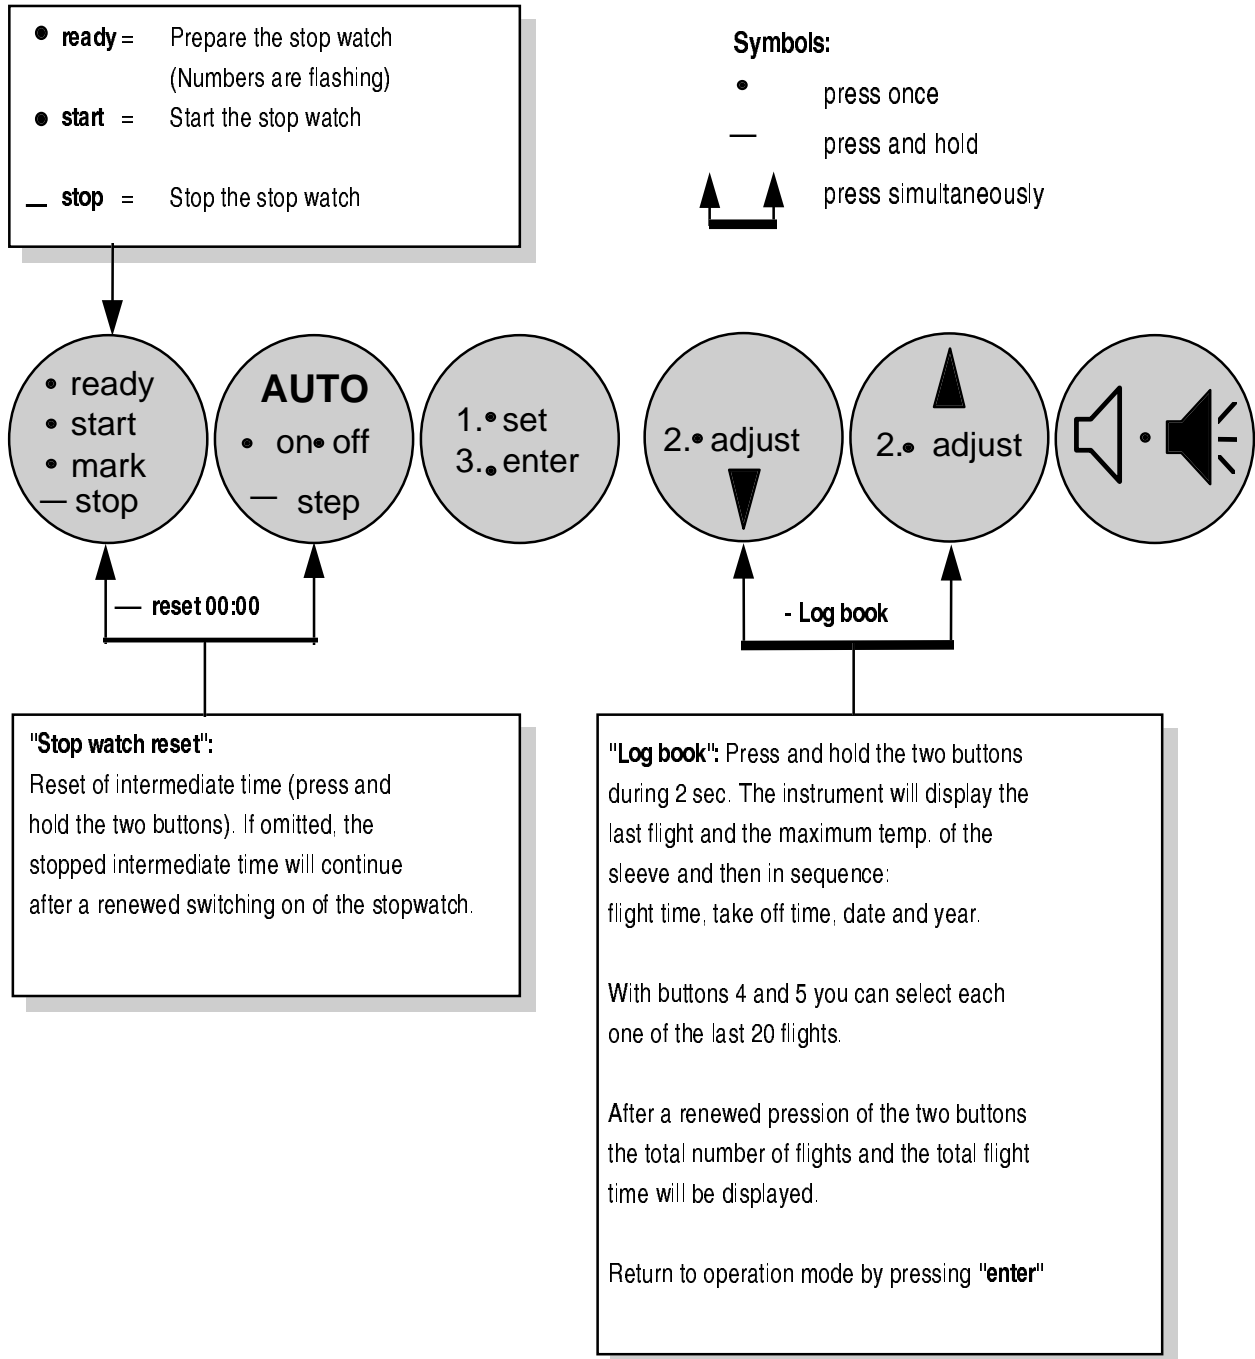 • ready = Prepare the stop watch
(Numbers are flashing)
• start = Start the stop watch
— stop = Stop the stop watch
Symbols:
• press once
— press and hold
press simultaneously
• ready
• start
• mark
— stop
AUTO
• on • off
— step
1. • set
3. • enter
2. • adjust
2. • adjust
•
— reset 00:00
- Log book
"Stop watch reset":
Reset of intermediate time (press and
hold the two buttons). If omitted, the
stopped intermediate time will continue
after a renewed switching on of the stopwatch.
"Log book": Press and hold the two buttons
during 2 sec. The instrument will display the
last flight and the maximum temp. of the
sleeve and then in sequence:
flight time, take off time, date and year.
With buttons 4 and 5 you can select each
one of the last 20 flights.
After a renewed pression of the two buttons
the total number of flights and the total flight
time will be displayed.
Return to operation mode by pressing "enter"